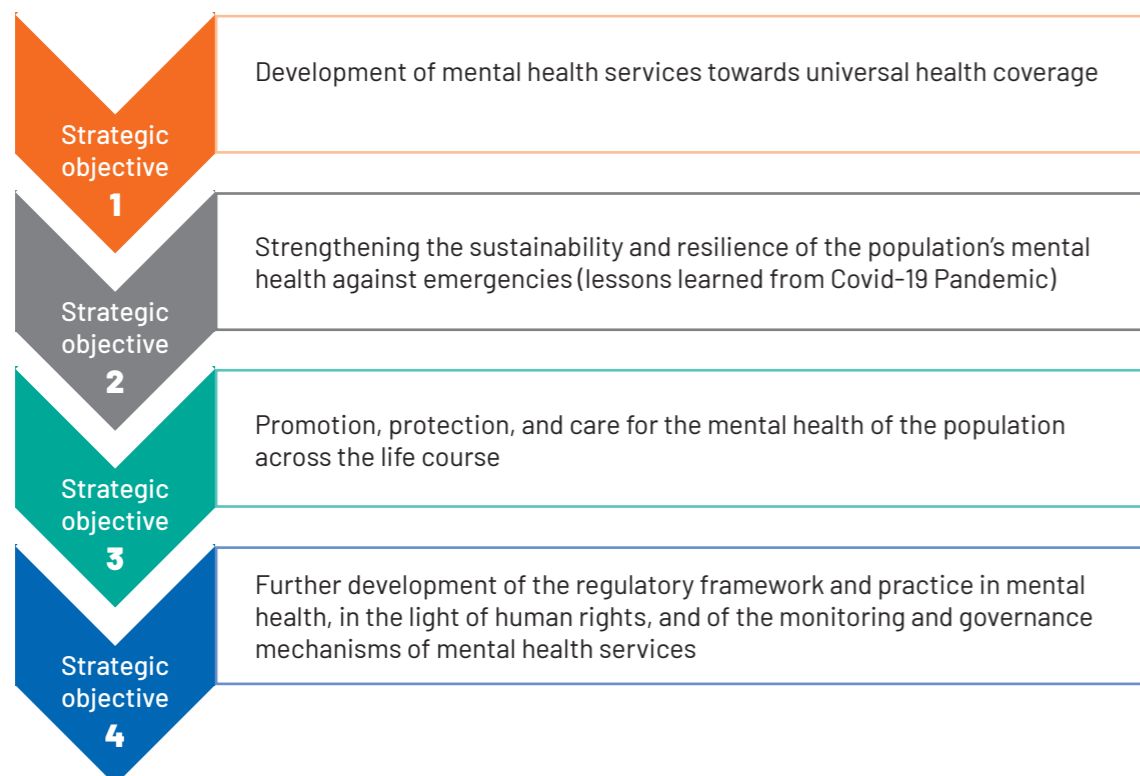 Strategic
objective
1
Development of mental health services towards universal health coverage
Strategic
objective
2
Strengthening the sustainability and resilience of the population’s mental
health against emergencies (lessons learned from Covid-19 Pandemic)
Strategic
objective
3
Promotion, protection, and care for the mental health of the population
across the life course
Strategic
objective
4
Further development of the regulatory framework and practice in mental
health, in the light of human rights, and of the monitoring and governance
mechanisms of mental health services